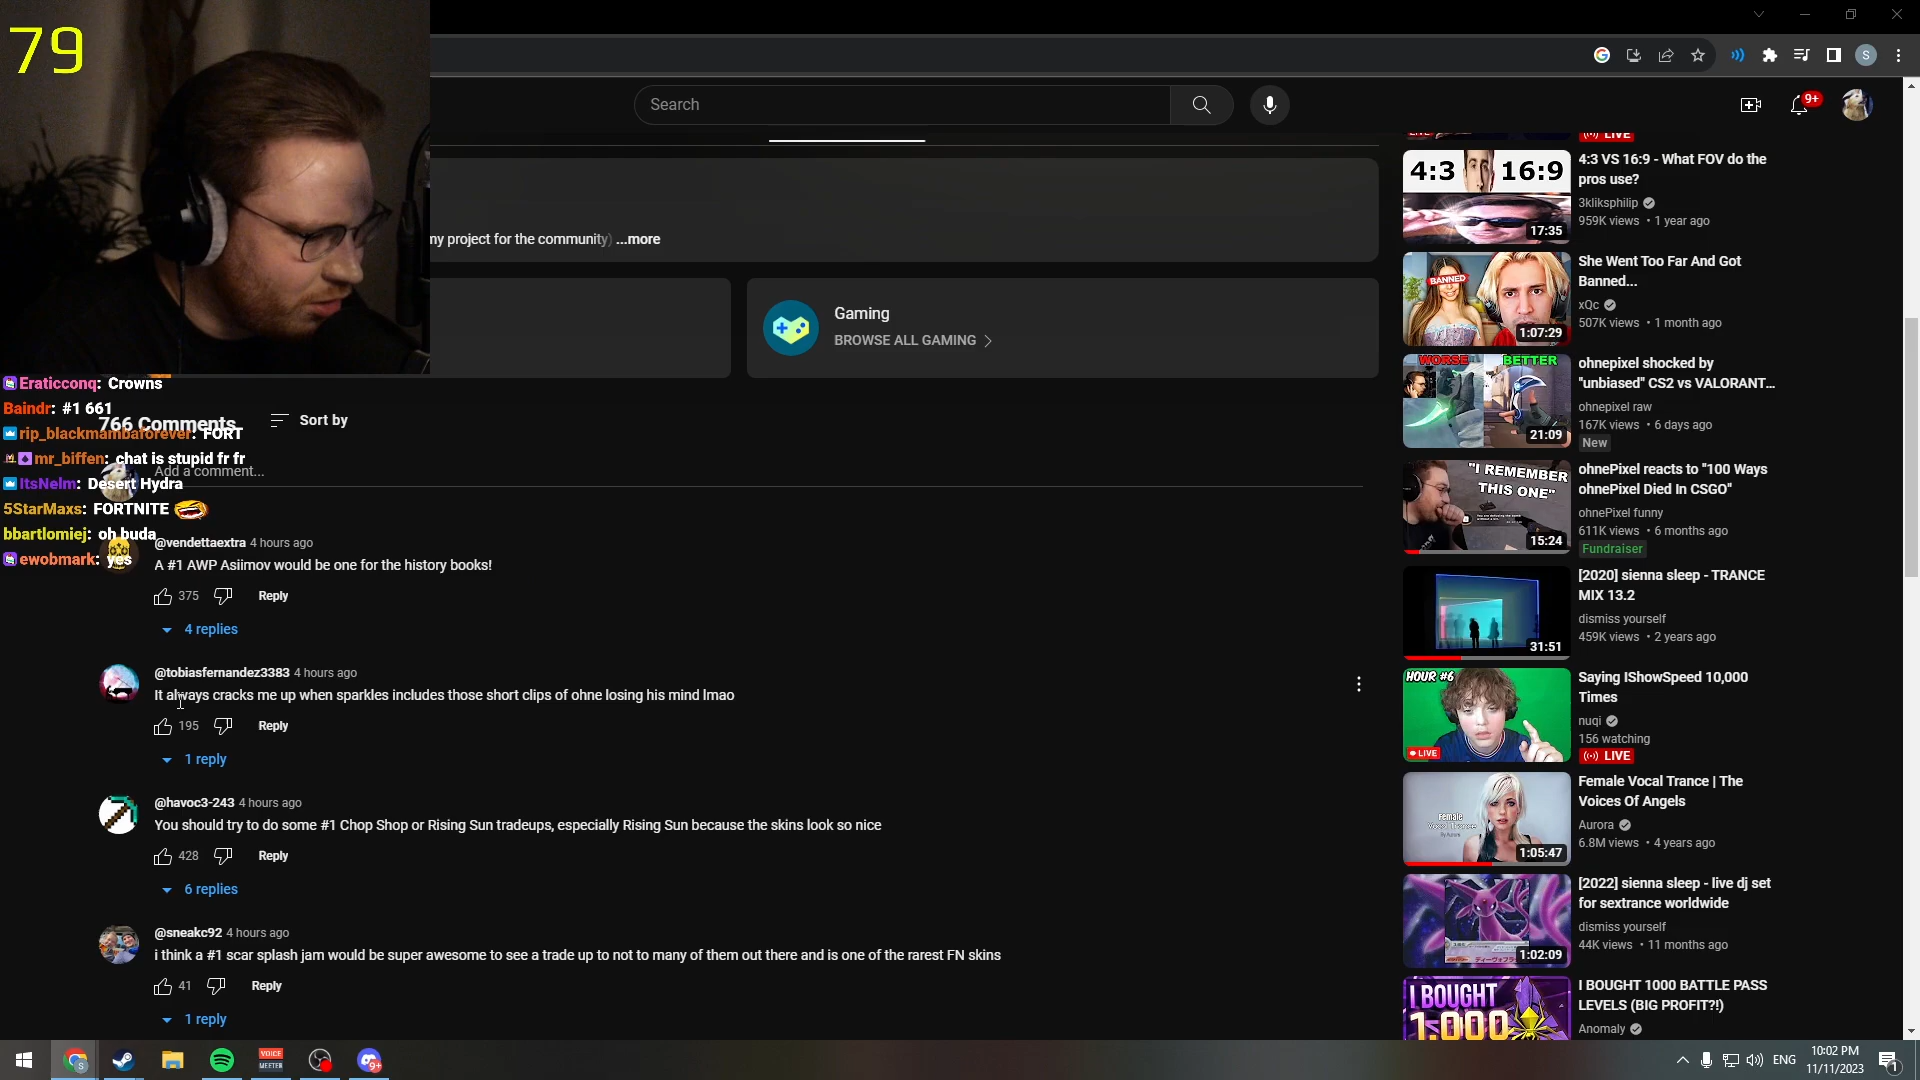 79
Search
9+
S
my project for the community) ...more
Gaming
BROWSE ALL GAMING
Eraticconq: Crowns
Baindr: #1 661
rip_blackmambaforever: FORT
mr_biffen: chat is stupid fr fr
ItsNelm: Desert Hydra
5StarMaxs: FORTNITE
bbartlomiej: oh buda
ewobmark: yes
766 Comments
Sort by
Add a comment...
@vendettaextra 4 hours ago
A #1 AWP Asiimov would be one for the history books!
375 Reply
4 replies
@tobiasfernandez3383 4 hours ago
It always cracks me up when sparkles includes those short clips of ohne losing his mind lmao
195 Reply
1 reply
@havoc3-243 4 hours ago
You should try to do some #1 Chop Shop or Rising Sun tradeups, especially Rising Sun because the skins look so nice
428 Reply
6 replies
@sneakc92 4 hours ago
i think a #1 scar splash jam would be super awesome to see a trade up to not to many of them out there and is one of the rarest FN skins
41 Reply
1 reply
LIVE
4:3 16:9
17:35
4:3 VS 16:9 - What FOV do the
pros use?
3kliksphilip
959K views • 1 year ago
BANNED
1:07:29
She Went Too Far And Got
Banned...
xQc
507K views • 1 month ago
WORSE BETTER
21:09
ohnepixel shocked by
"unbiased" CS2 vs VALORANT...
ohnepixel raw
167K views • 6 days ago
New
"I REMEMBER
THIS ONE"
15:24
ohnePixel reacts to "100 Ways
ohnePixel Died In CSGO"
ohnePixel funny
611K views • 6 months ago
Fundraiser
31:51
[2020] sienna sleep - TRANCE
MIX 13.2
dismiss yourself
459K views • 2 years ago
HOUR #6
LIVE
Saying IShowSpeed 10,000
Times
nuqi
156 watching
LIVE
Female
Vocal Trance
1:05:47
Female Vocal Trance | The
Voices Of Angels
Aurora
6.8M views • 4 years ago
1:02:09
[2022] sienna sleep - live dj set
for sextrance worldwide
dismiss yourself
44K views • 11 months ago
I BOUGHT
1.000
I BOUGHT 1000 BATTLE PASS
LEVELS (BIG PROFIT?!)
Anomaly
VOICE
MEETER
9+
ENG
10:02 PM
11/11/2023
1